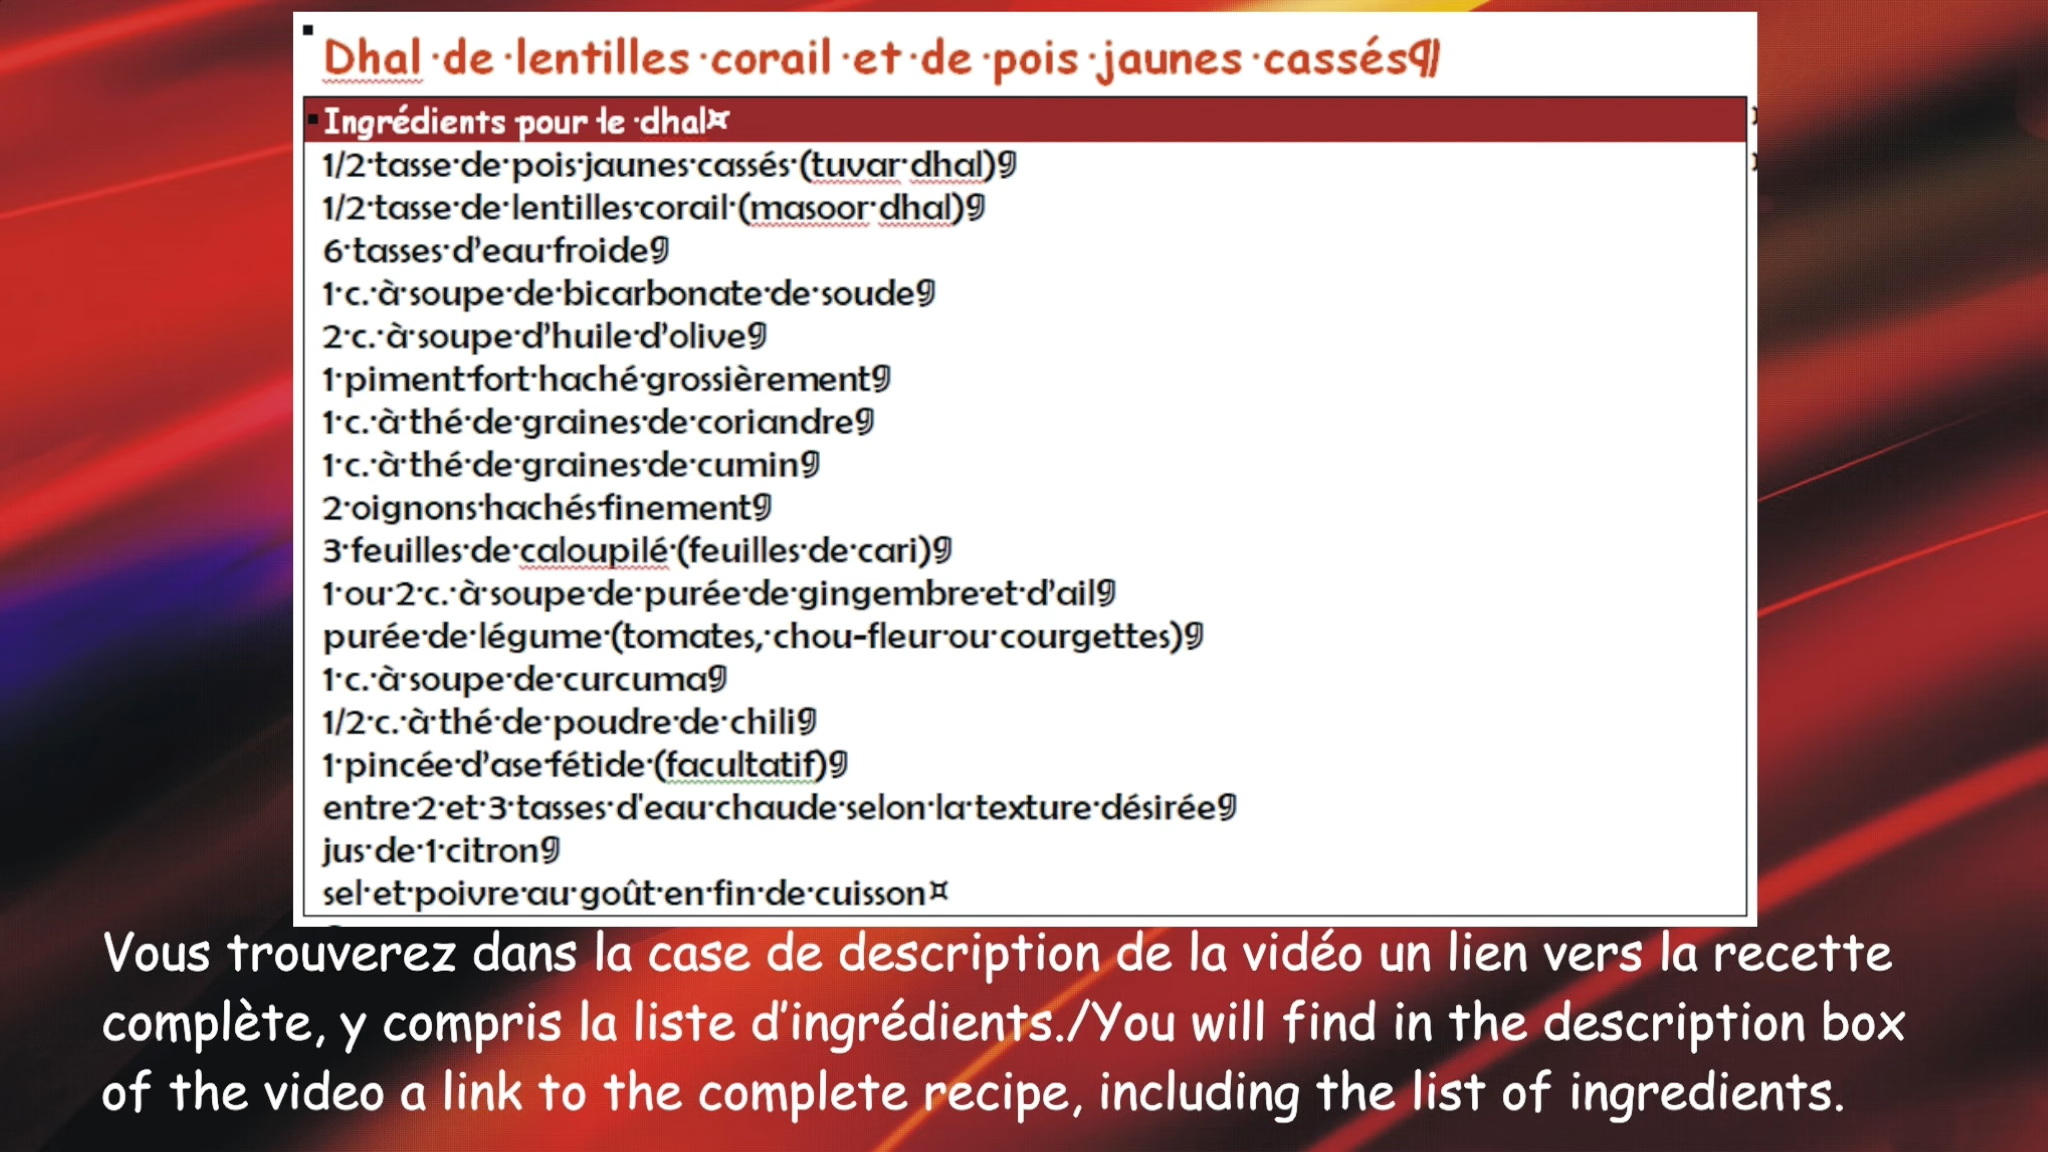 Dhal de lentilles corail et de pois jaunes cassés¶
Ingrédients pour le dhal¤
1/2 tasse de pois jaunes cassés (tuvar dhal)¶
1/2 tasse de lentilles corail (masoor dhal)¶
6 tasses d’eau froide¶
1 c. à soupe de bicarbonate de soude¶
2 c. à soupe d’huile d’olive¶
1 piment fort haché grossièrement¶
1 c. à thé de graines de coriandre¶
1 c. à thé de graines de cumin¶
2 oignons hachés finement¶
3 feuilles de caloupilé (feuilles de cari)¶
1 ou 2 c. à soupe de purée de gingembre et d’ail¶
purée de légume (tomates, chou-fleur ou courgettes)¶
1 c. à soupe de curcuma¶
1/2 c. à thé de poudre de chili¶
1 pincée d’ase fétide (facultatif)¶
entre 2 et 3 tasses d'eau chaude selon la texture désirée¶
jus de 1 citron¶
sel et poivre au goût en fin de cuisson¤
Vous trouverez dans la case de description de la vidéo un lien vers la recette
complète, y compris la liste d’ingrédients./You will find in the description box
of the video a link to the complete recipe, including the list of ingredients.